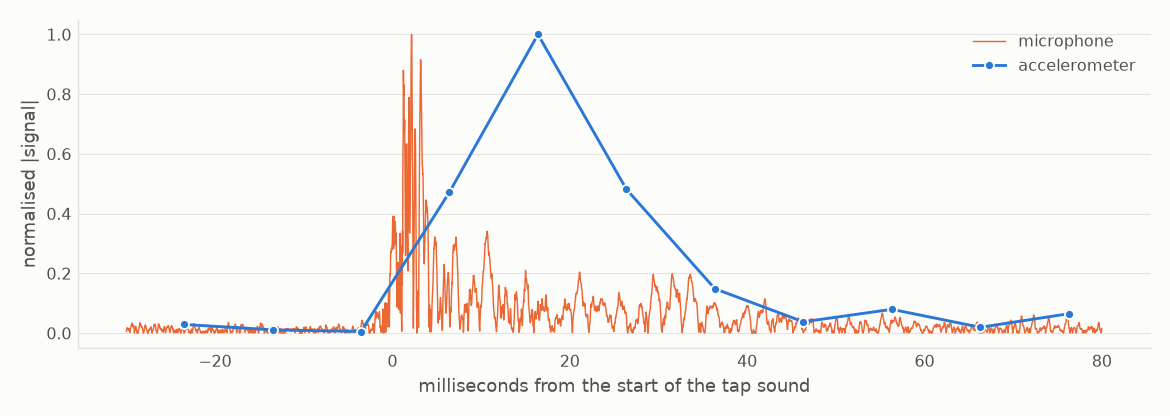 1.0
0.8
0.6
0.4
0.2
0.0
normalised |signal|
microphone
accelerometer
−20 0 20 40 60 80
milliseconds from the start of the tap sound